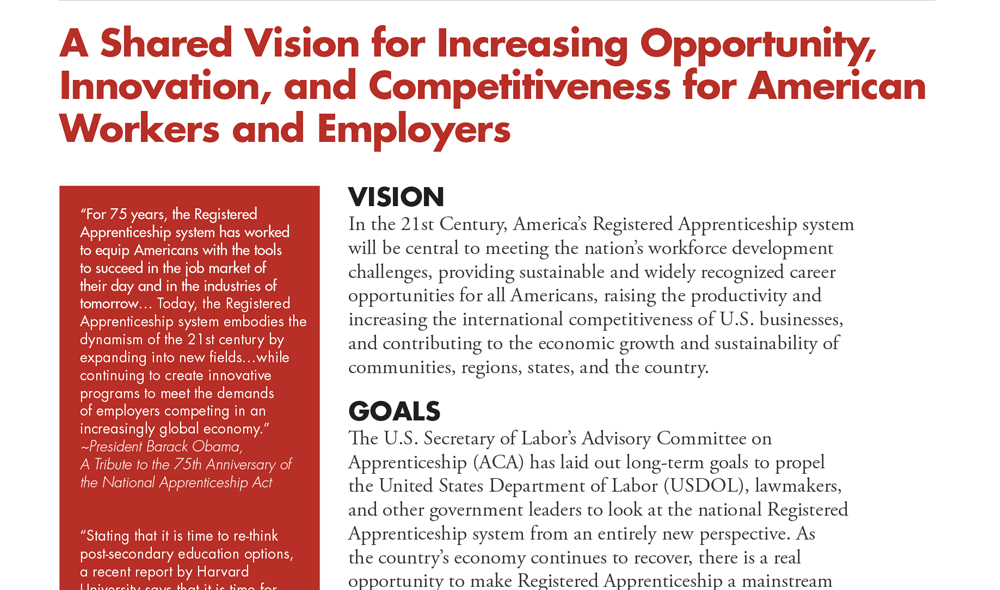 A Shared Vision for Increasing Opportunity,
Innovation, and Competitiveness for American
Workers and Employers
“For 75 years, the Registered
Apprenticeship system has worked
to equip Americans with the tools
to succeed in the job market of
their day and in the industries of
tomorrow… Today, the Registered
Apprenticeship system embodies the
dynamism of the 21st century by
expanding into new fields…while
continuing to create innovative
programs to meet the demands
of employers competing in an
increasingly global economy.”
~President Barack Obama,
A Tribute to the 75th Anniversary of
the National Apprenticeship Act
“Stating that it is time to re-think
post-secondary education options,
a recent report by Harvard
University says that it is time for
VISION
In the 21st Century, America’s Registered Apprenticeship system
will be central to meeting the nation’s workforce development
challenges, providing sustainable and widely recognized career
opportunities for all Americans, raising the productivity and
increasing the international competitiveness of U.S. businesses,
and contributing to the economic growth and sustainability of
communities, regions, states, and the country.
GOALS
The U.S. Secretary of Labor’s Advisory Committee on
Apprenticeship (ACA) has laid out long-term goals to propel
the United States Department of Labor (USDOL), lawmakers,
and other government leaders to look at the national Registered
Apprenticeship system from an entirely new perspective. As
the country’s economy continues to recover, there is a real
opportunity to make Registered Apprenticeship a mainstream